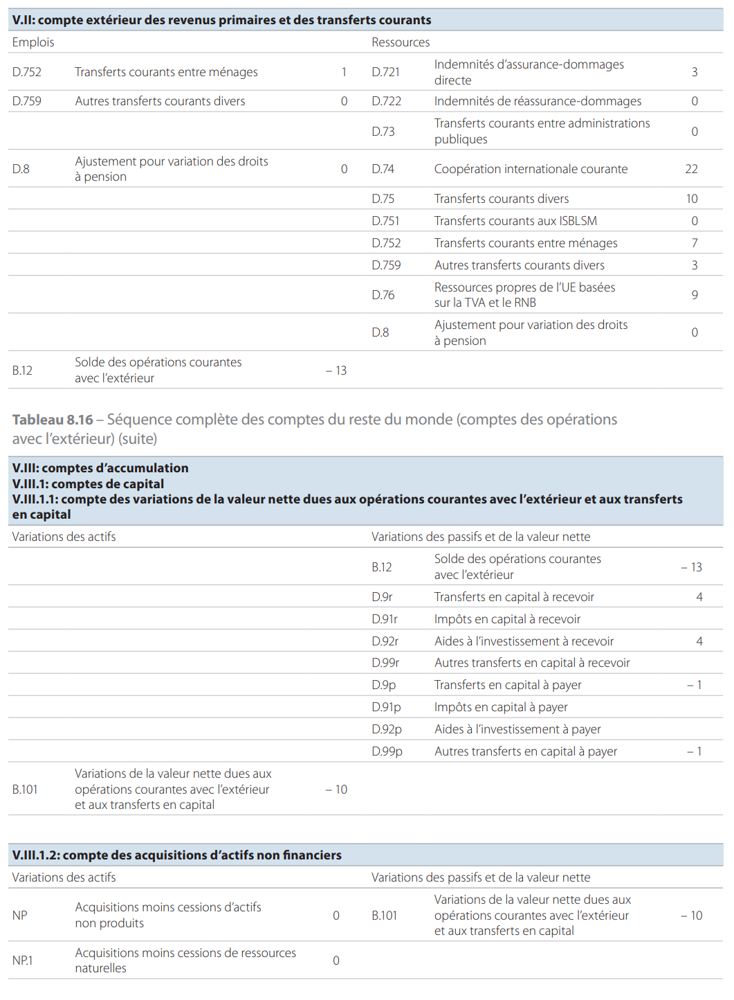 V.II: compte extérieur des revenus primaires et des transferts courants
Emplois Ressources
D.752 Transferts courants entre ménages 1 D.721 Indemnités d’assurance-dommages
directe 3
D.759 Autres transferts courants divers 0 D.722 Indemnités de réassurance-dommages 0
D.73 Transferts courants entre administrations
publiques 0
D.8 Ajustement pour variation des droits
à pension 0 D.74 Coopération internationale courante 22
D.75 Transferts courants divers 10
D.751 Transferts courants aux ISBLSM 0
D.752 Transferts courants entre ménages 7
D.759 Autres transferts courants divers 3
D.76 Ressources propres de l’UE basées
sur la TVA et le RNB 9
D.8 Ajustement pour variation des droits
à pension 0
B.12 Solde des opérations courantes
avec l’extérieur – 13
Tableau 8.16 – Séquence complète des comptes du reste du monde (comptes des opérations
avec l’extérieur) (suite)
V.III: comptes d’accumulation
V.III.1: comptes de capital
V.III.1.1: compte des variations de la valeur nette dues aux opérations courantes avec l’extérieur et aux transferts
en capital
Variations des actifs Variations des passifs et de la valeur nette
B.12 Solde des opérations courantes
avec l’extérieur – 13
D.9r Transferts en capital à recevoir 4
D.91r Impôts en capital à recevoir
D.92r Aides à l’investissement à recevoir 4
D.99r Autres transferts en capital à recevoir
D.9p Transferts en capital à payer – 1
D.91p Impôts en capital à payer
D.92p Aides à l’investissement à payer
D.99p Autres transferts en capital à payer – 1
B.101 Variations de la valeur nette dues aux
opérations courantes avec l’extérieur
et aux transferts en capital – 10
V.III.1.2: compte des acquisitions d’actifs non financiers
Variations des actifs Variations des passifs et de la valeur nette
NP Acquisitions moins cessions d’actifs
non produits 0 B.101 Variations de la valeur nette dues aux
opérations courantes avec l’extérieur
et aux transferts en capital – 10
NP.1 Acquisitions moins cessions de ressources
naturelles 0